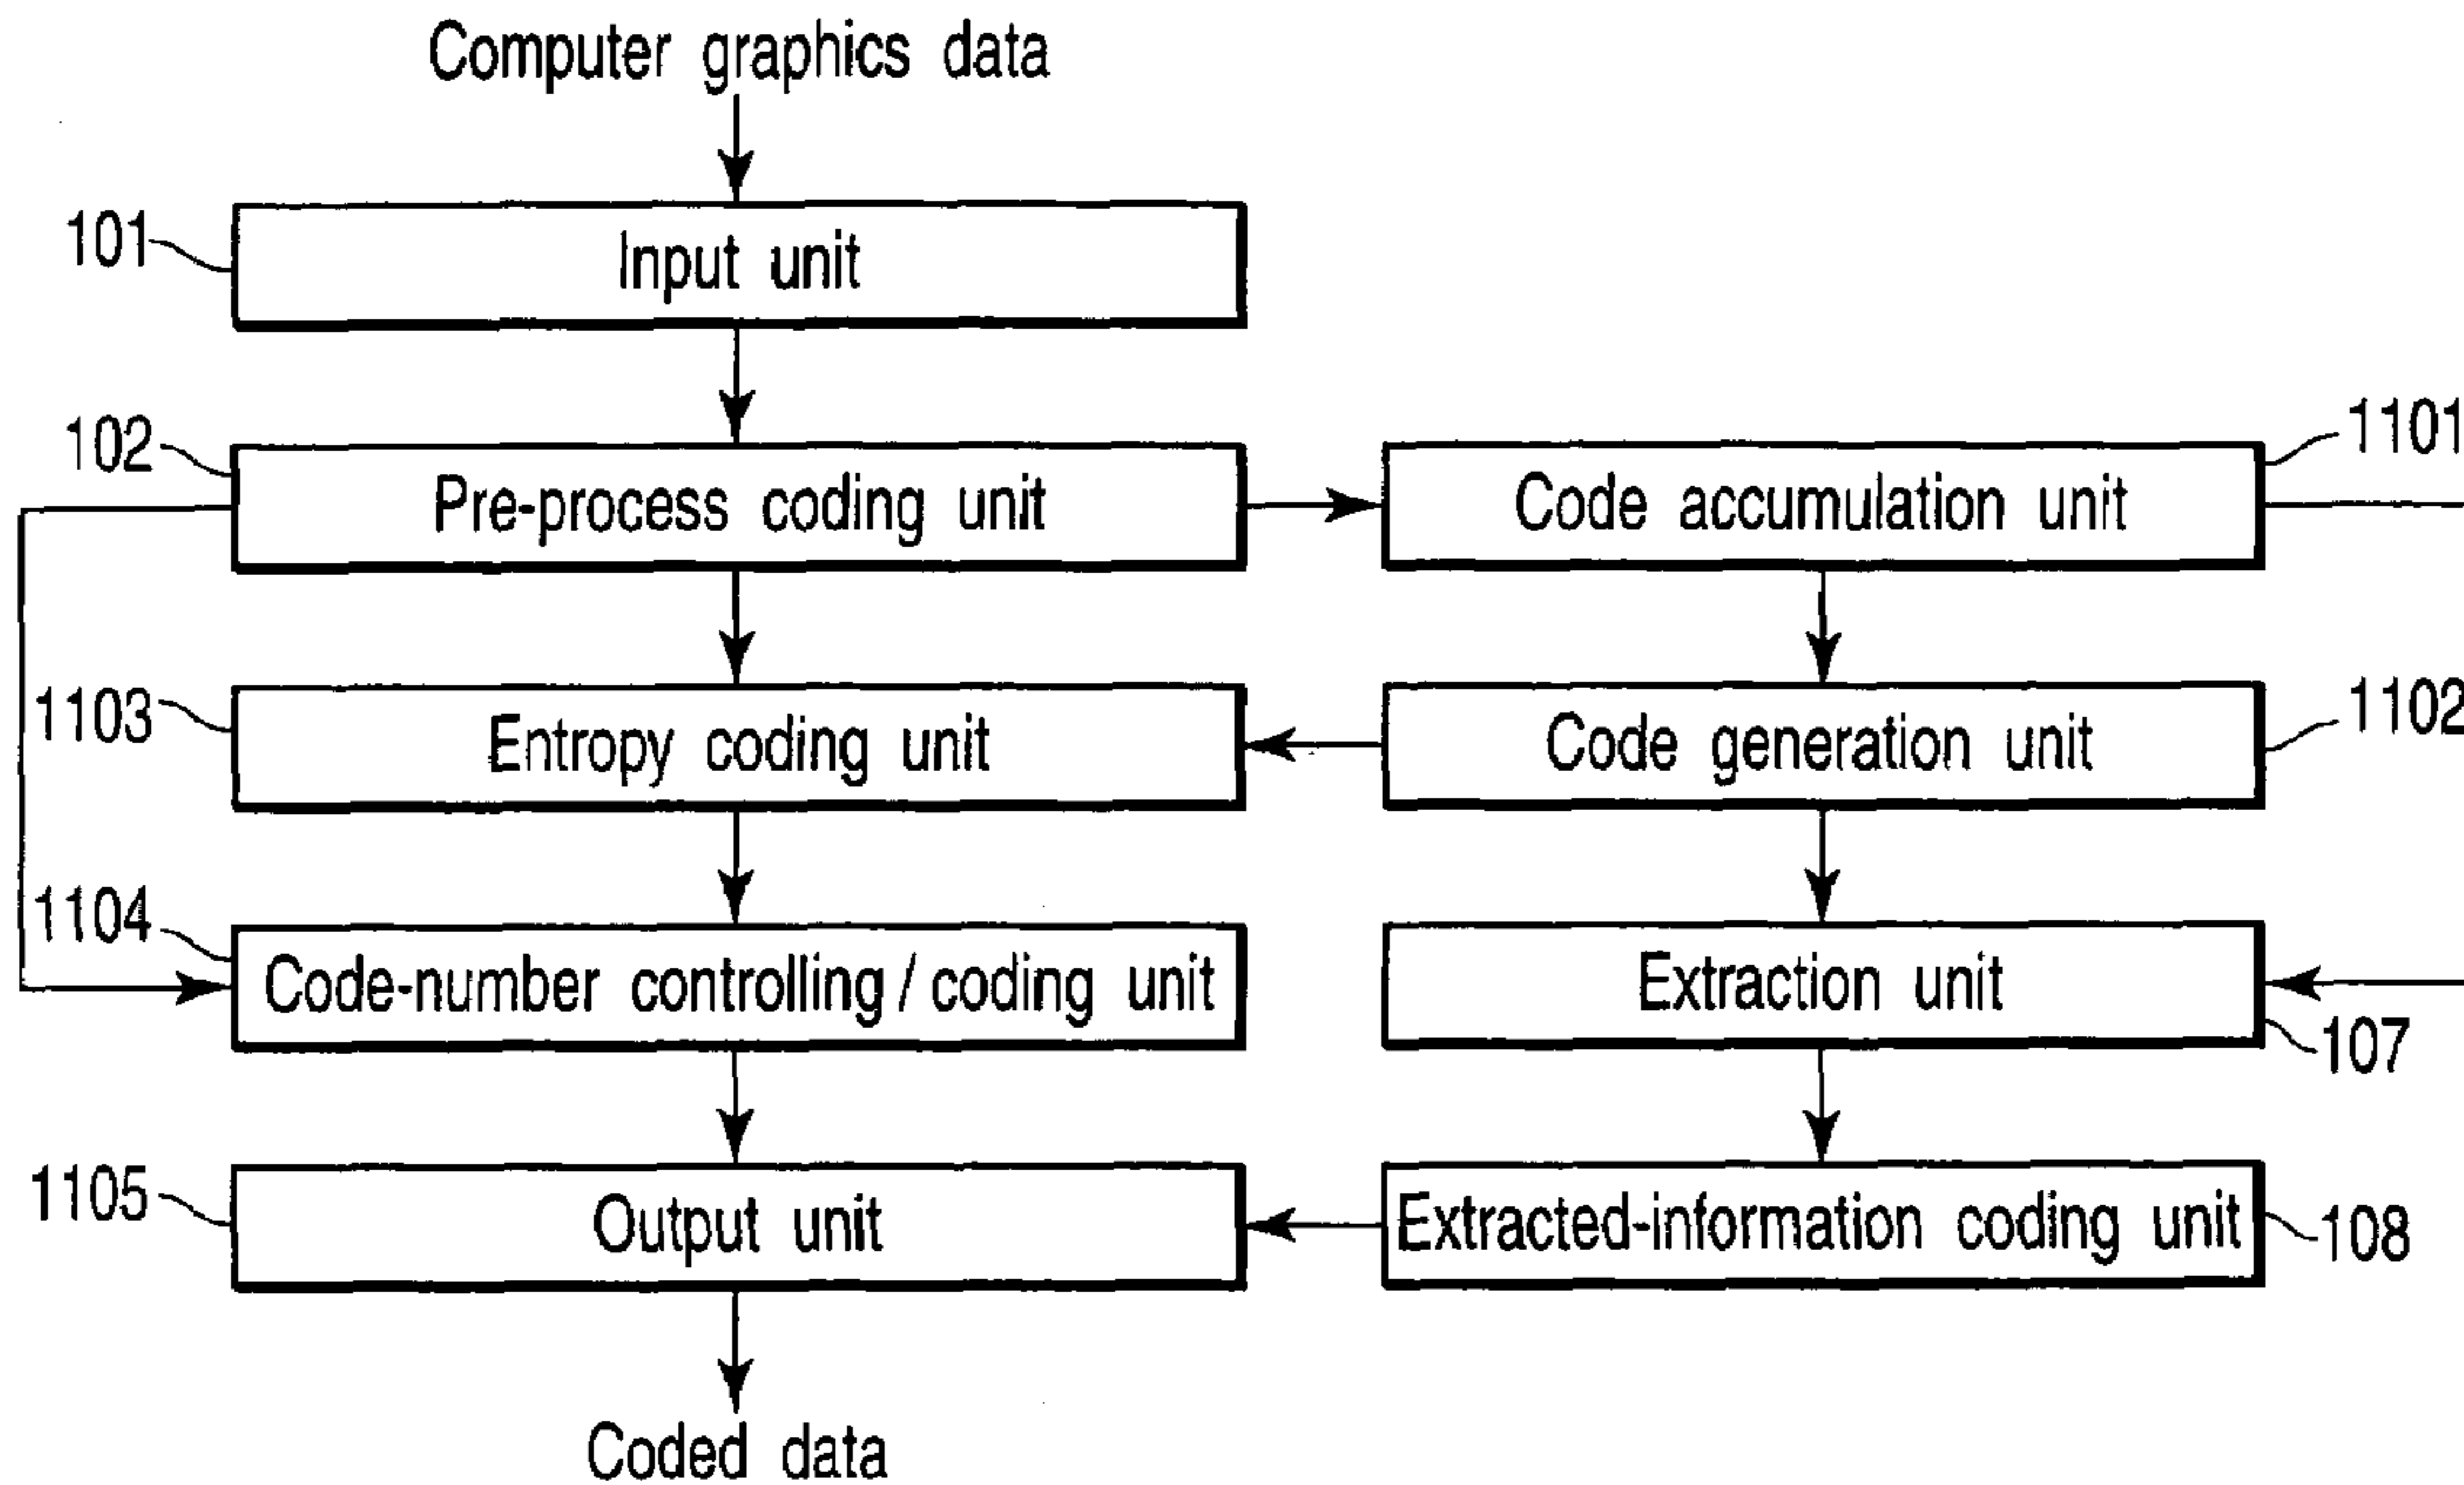 Computer graphics data
101
Input unit
102
Pre-process coding unit
Code accumulation unit
1101
1103
Entropy coding unit
Code generation unit
1102
1104
Code-number controlling / coding unit
Extraction unit
107
1105
Output unit
Extracted-information coding unit
108
Coded data